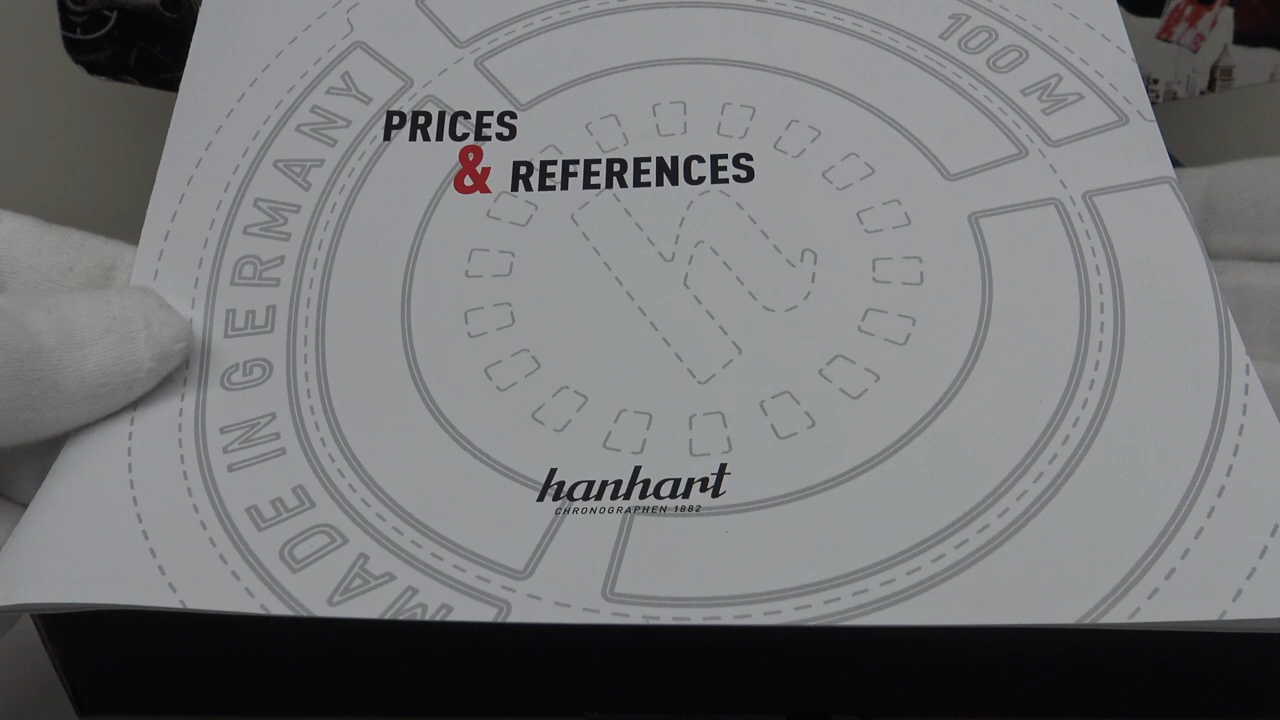 100 M
MADE IN GERMANY
PRICES
& REFERENCES
h
hanhart
CHRONOGRAPHEN 1882